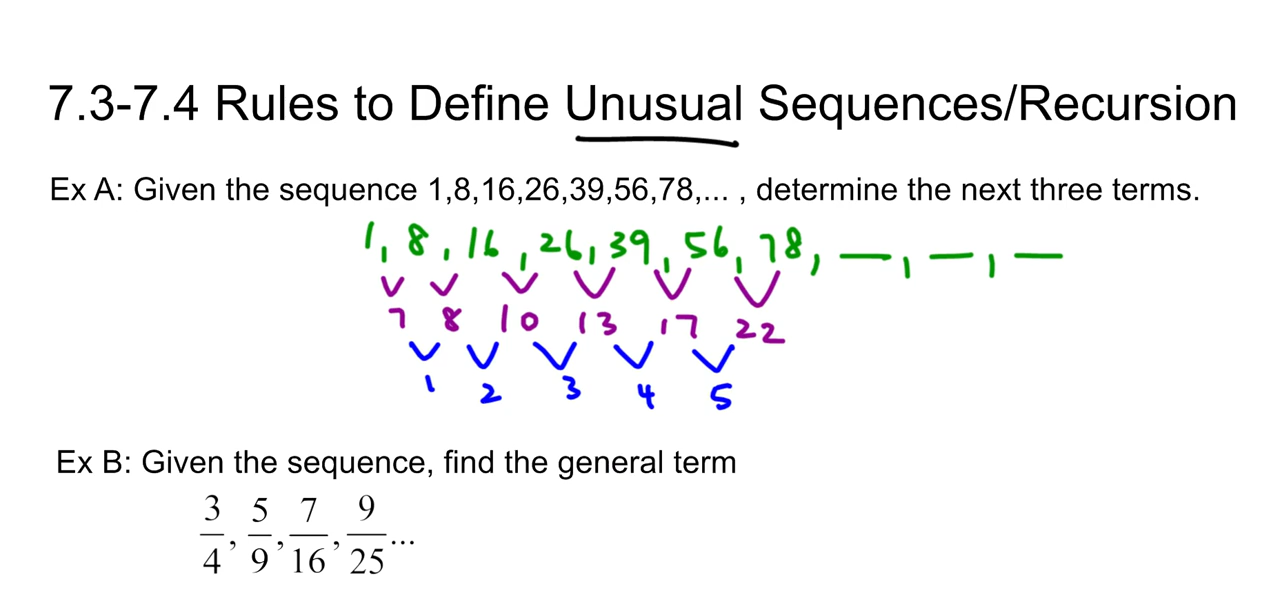 7.3-7.4 Rules to Define Unusual Sequences/Recursion
Ex A: Given the sequence 1,8,16,26,39,56,78,... , determine the next three terms.
1, 8, 16, 26, 39, 56, 78, __, __, __
7 8 10 13 17 22
1 2 3 4 5
Ex B: Given the sequence, find the general term
3/4, 5/9, 7/16, 9/25 ...